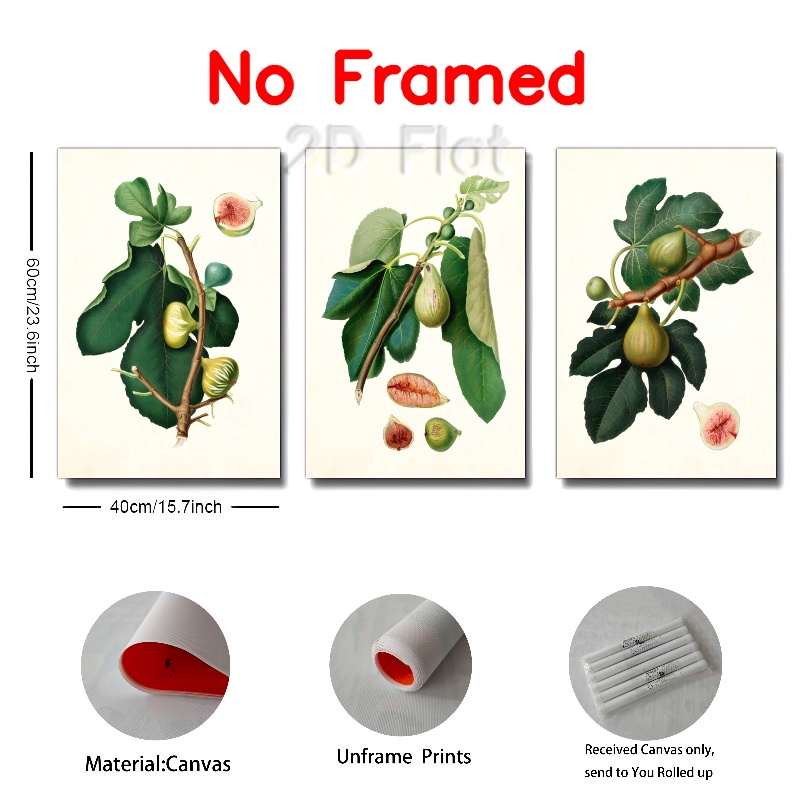 No Framed
2D Flat
60cm/23.6inch
40cm/15.7inch
Material:Canvas
Unframe Prints
Received Canvas only,
send to You Rolled up